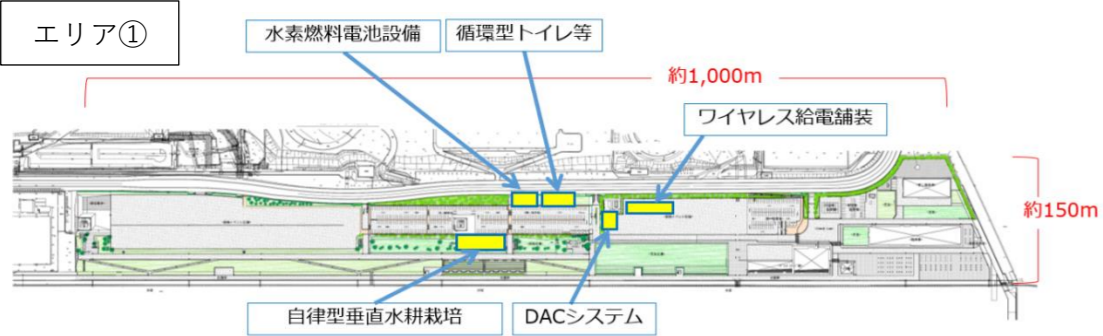 エリア①
水素燃料電池設備
循環型トイレ等
約1,000m
ワイヤレス給電舗装
約150m
自律型垂直水耕栽培
DACシステム